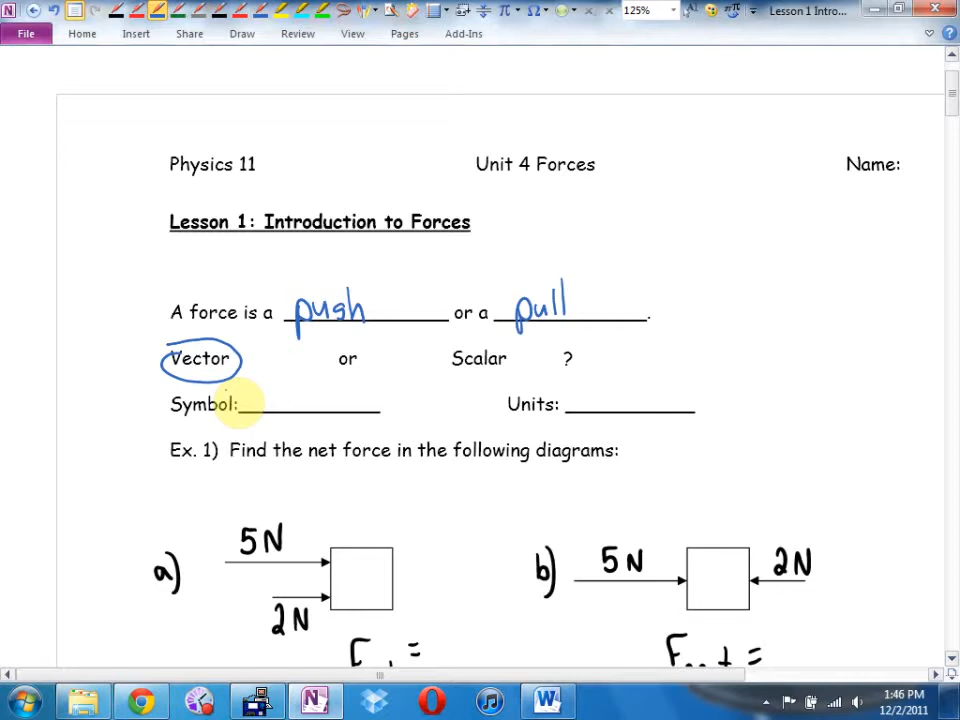 125% Lesson 1 Intro...
File Home Insert Share Draw Review View Pages Add-Ins
Physics 11 Unit 4 Forces Name:
Lesson 1: Introduction to Forces
A force is a push or a pull.
Vector or Scalar ?
Symbol:____________ Units: ____________
Ex. 1) Find the net force in the following diagrams:
a) 5N
2N
b) 5N 2N
1:46 PM
12/2/2011